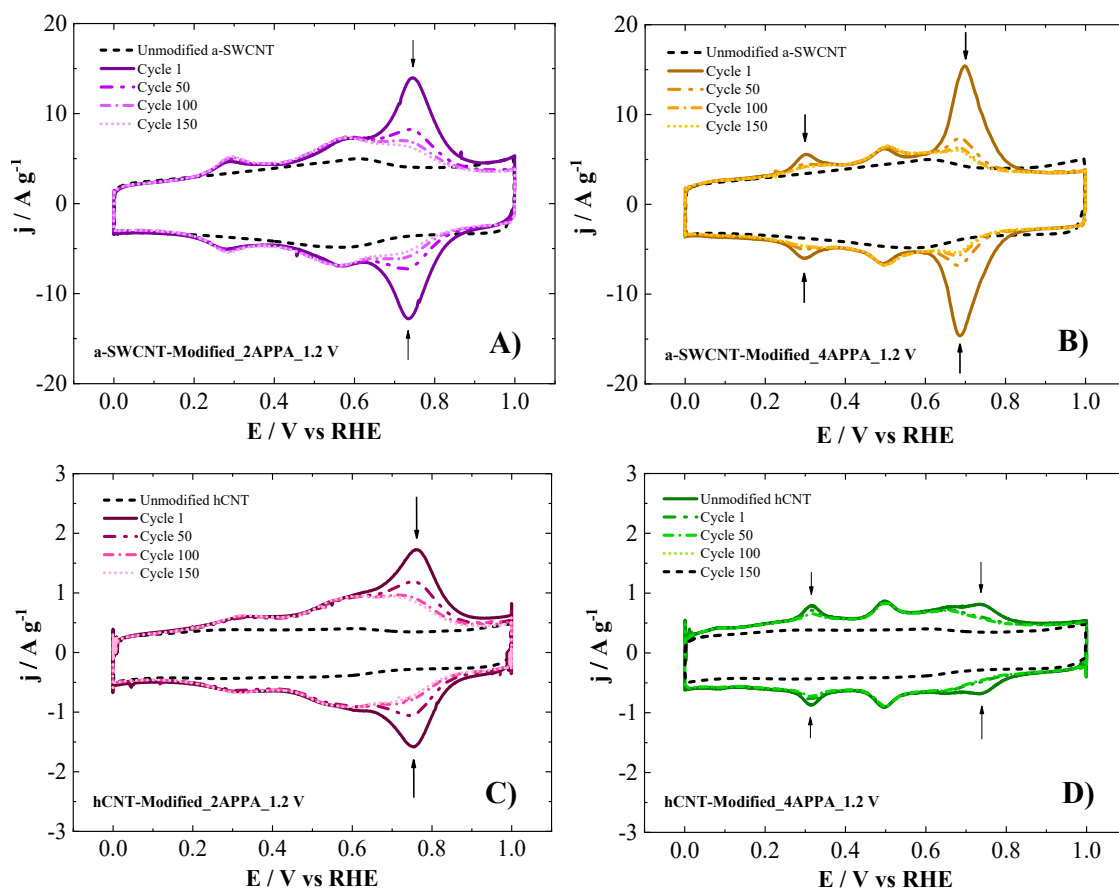 20
10
0
-10
-20
j / A g-1
Unmodified a-SWCNT
Cycle 1
Cycle 50
Cycle 100
Cycle 150
A)
a-SWCNT-Modified_2APPA_1.2 V
0.0 0.2 0.4 0.6 0.8 1.0
E / V vs RHE
20
10
0
-10
-20
j / A g-1
Unmodified a-SWCNT
Cycle 1
Cycle 50
Cycle 100
Cycle 150
B)
a-SWCNT-Modified_4APPA_1.2 V
0.0 0.2 0.4 0.6 0.8 1.0
E / V vs RHE
3
2
1
0
-1
-2
-3
j / A g-1
Unmodified hCNT
Cycle 1
Cycle 50
Cycle 100
Cycle 150
C)
hCNT-Modified_2APPA_1.2 V
0.0 0.2 0.4 0.6 0.8 1.0
E / V vs RHE
3
2
1
0
-1
-2
-3
j / A g-1
Unmodified hCNT
Cycle 1
Cycle 50
Cycle 100
Cycle 150
D)
hCNT-Modified_4APPA_1.2 V
0.0 0.2 0.4 0.6 0.8 1.0
E / V vs RHE